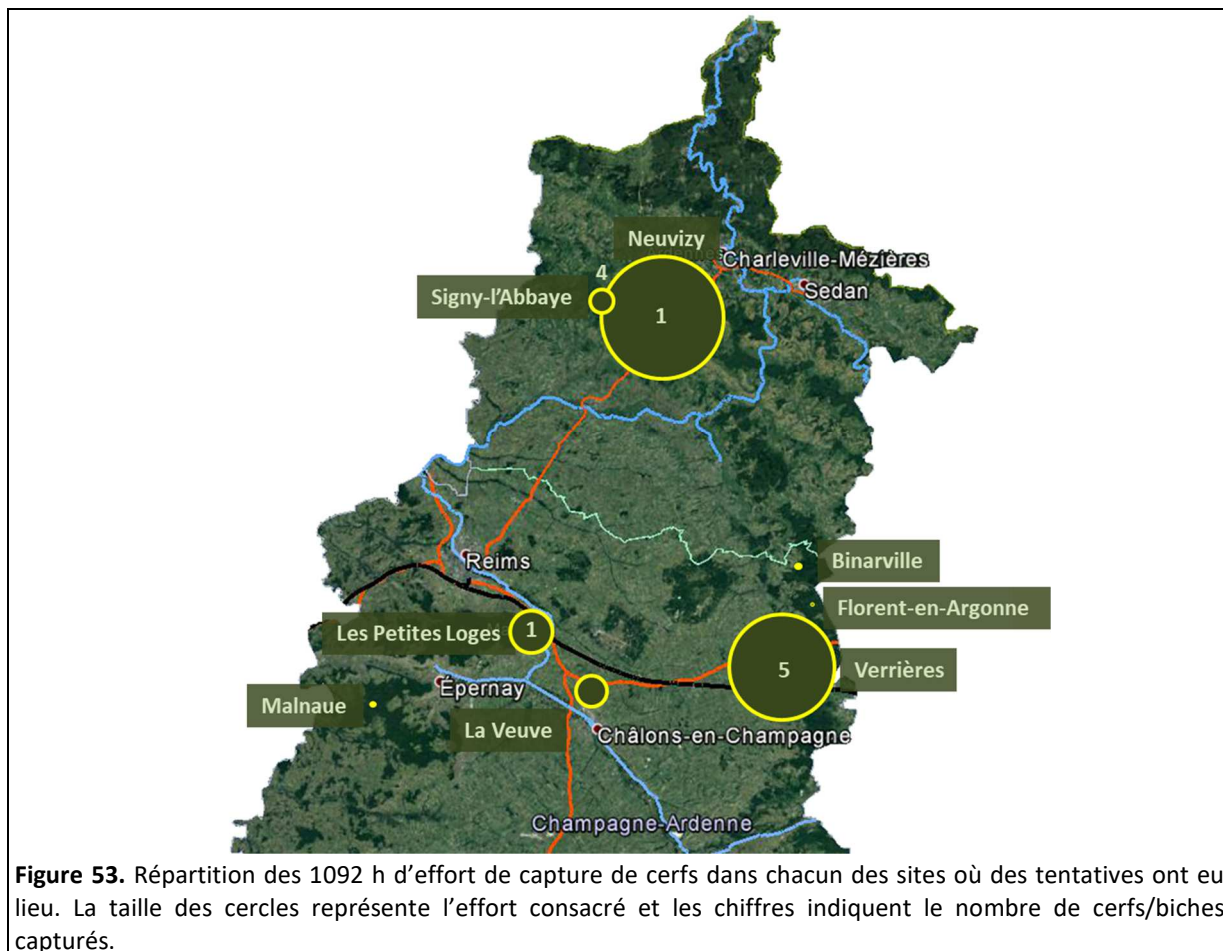 Neuvizy
Charleville-Mézières
4
Signy-l'Abbaye
Sedan
1
Binarville
Reims
Florent-en-Argonne
Les Petites Loges
1
5
Verrières
Épernay
Malnaue
La Veuve
Châlons-en-Champagne
Champagne-Ardenne
Figure 53. Répartition des 1092 h d'effort de capture de cerfs dans chacun des sites où des tentatives ont eu
lieu. La taille des cercles représente l'effort consacré et les chiffres indiquent le nombre de cerfs/biches
capturés.